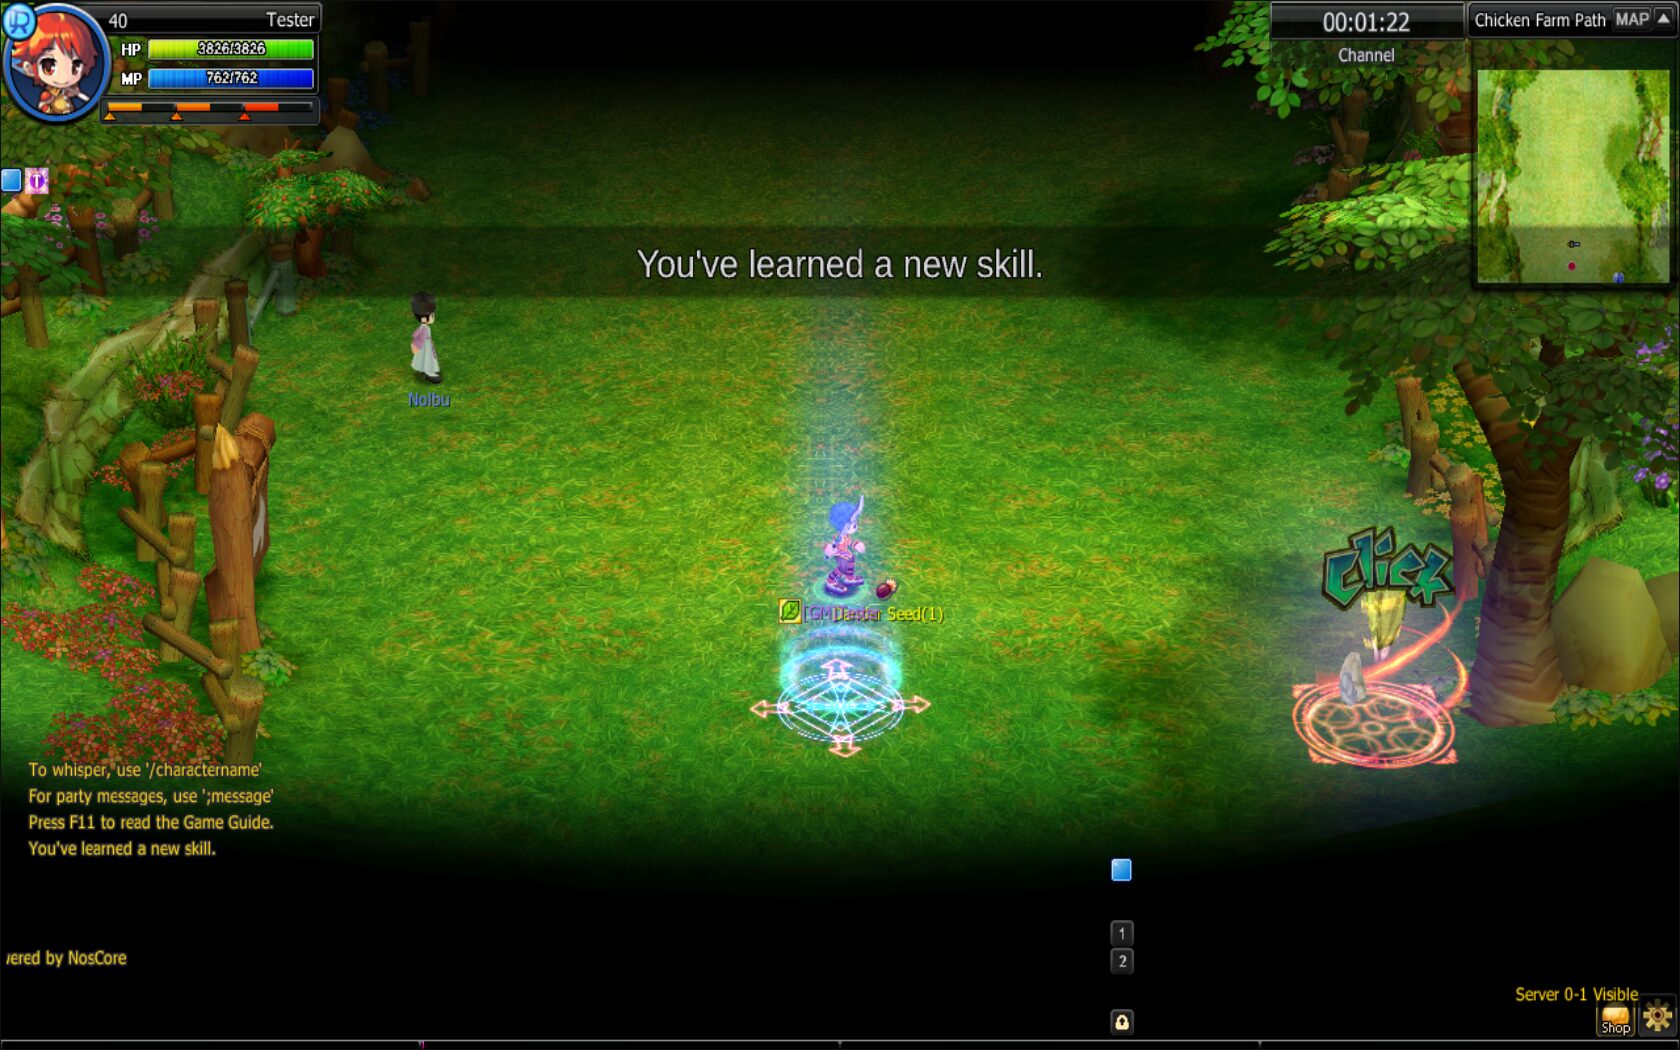 40 Tester
HP 3826/3826
MP 762/762
00:01:22
Channel
Chicken Farm Path MAP
T
You've learned a new skill.
Nolbu
Click
Seed(1)
To whisper, use '/charactername'
For party messages, use ';message'
Press F11 to read the Game Guide.
You've learned a new skill.
1
2
vered by NosCore
Server 0-1 Visible
Shop